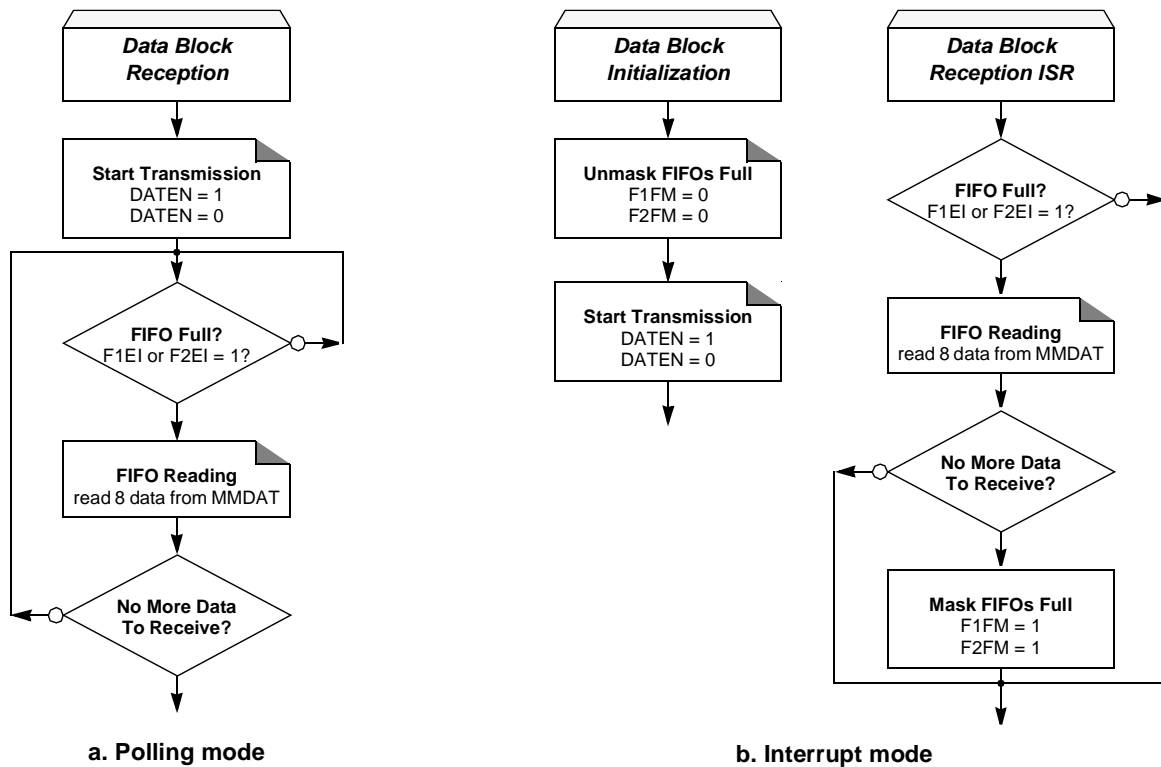 Data Block
Reception
Start Transmission
DATEN = 1
DATEN = 0
FIFO Full?
F1EI or F2EI = 1?
FIFO Reading
read 8 data from MMDAT
No More Data
To Receive?
a. Polling mode
Data Block
Initialization
Unmask FIFOs Full
F1FM = 0
F2FM = 0
Start Transmission
DATEN = 1
DATEN = 0
Data Block
Reception ISR
FIFO Full?
F1EI or F2EI = 1?
FIFO Reading
read 8 data from MMDAT
No More Data
To Receive?
Mask FIFOs Full
F1FM = 1
F2FM = 1
b. Interrupt mode